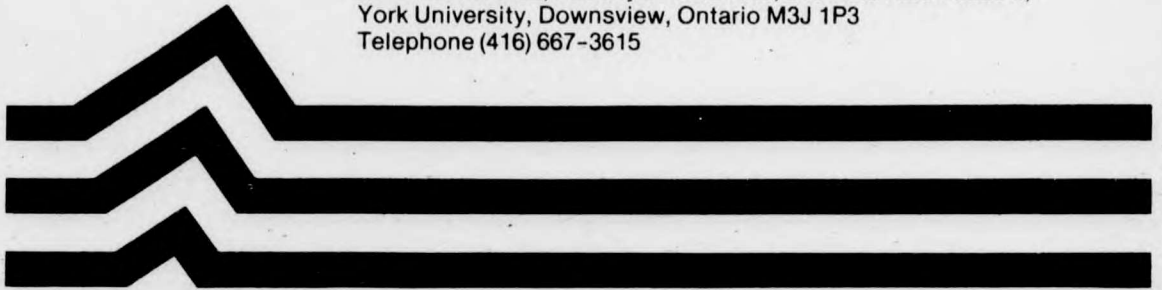 York University, Downsview, Ontario M3J 1P3
Telephone (416) 667-3615